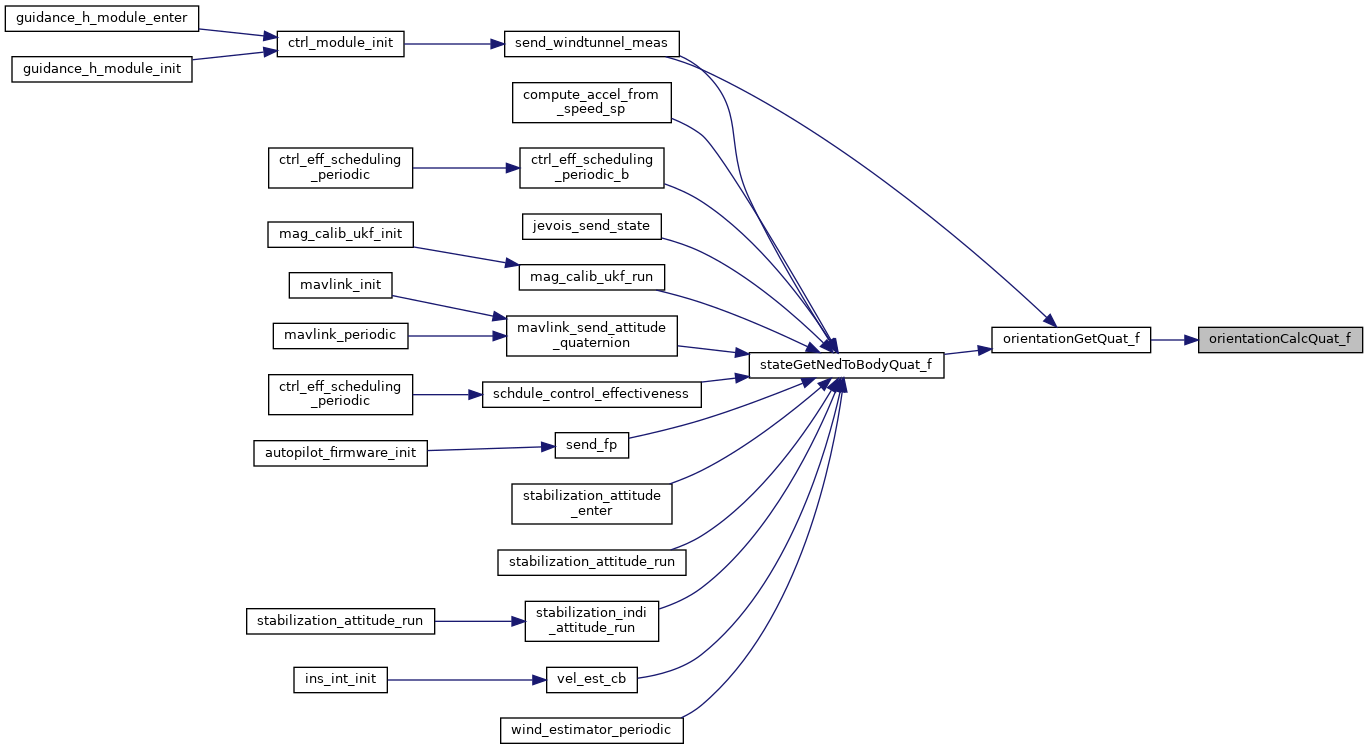 guidance_h_module_enter
guidance_h_module_init
ctrl_module_init
send_windtunnel_meas
compute_accel_from
_speed_sp
ctrl_eff_scheduling
_periodic
ctrl_eff_scheduling
_periodic_b
jevois_send_state
mag_calib_ukf_init
mag_calib_ukf_run
mavlink_init
mavlink_periodic
mavlink_send_attitude
_quaternion
ctrl_eff_scheduling
_periodic
schdule_control_effectiveness
autopilot_firmware_init
send_fp
stabilization_attitude
_enter
stabilization_attitude_run
stabilization_attitude_run
stabilization_indi
_attitude_run
ins_int_init
vel_est_cb
wind_estimator_periodic
stateGetNedToBodyQuat_f
orientationGetQuat_f
orientationCalcQuat_f